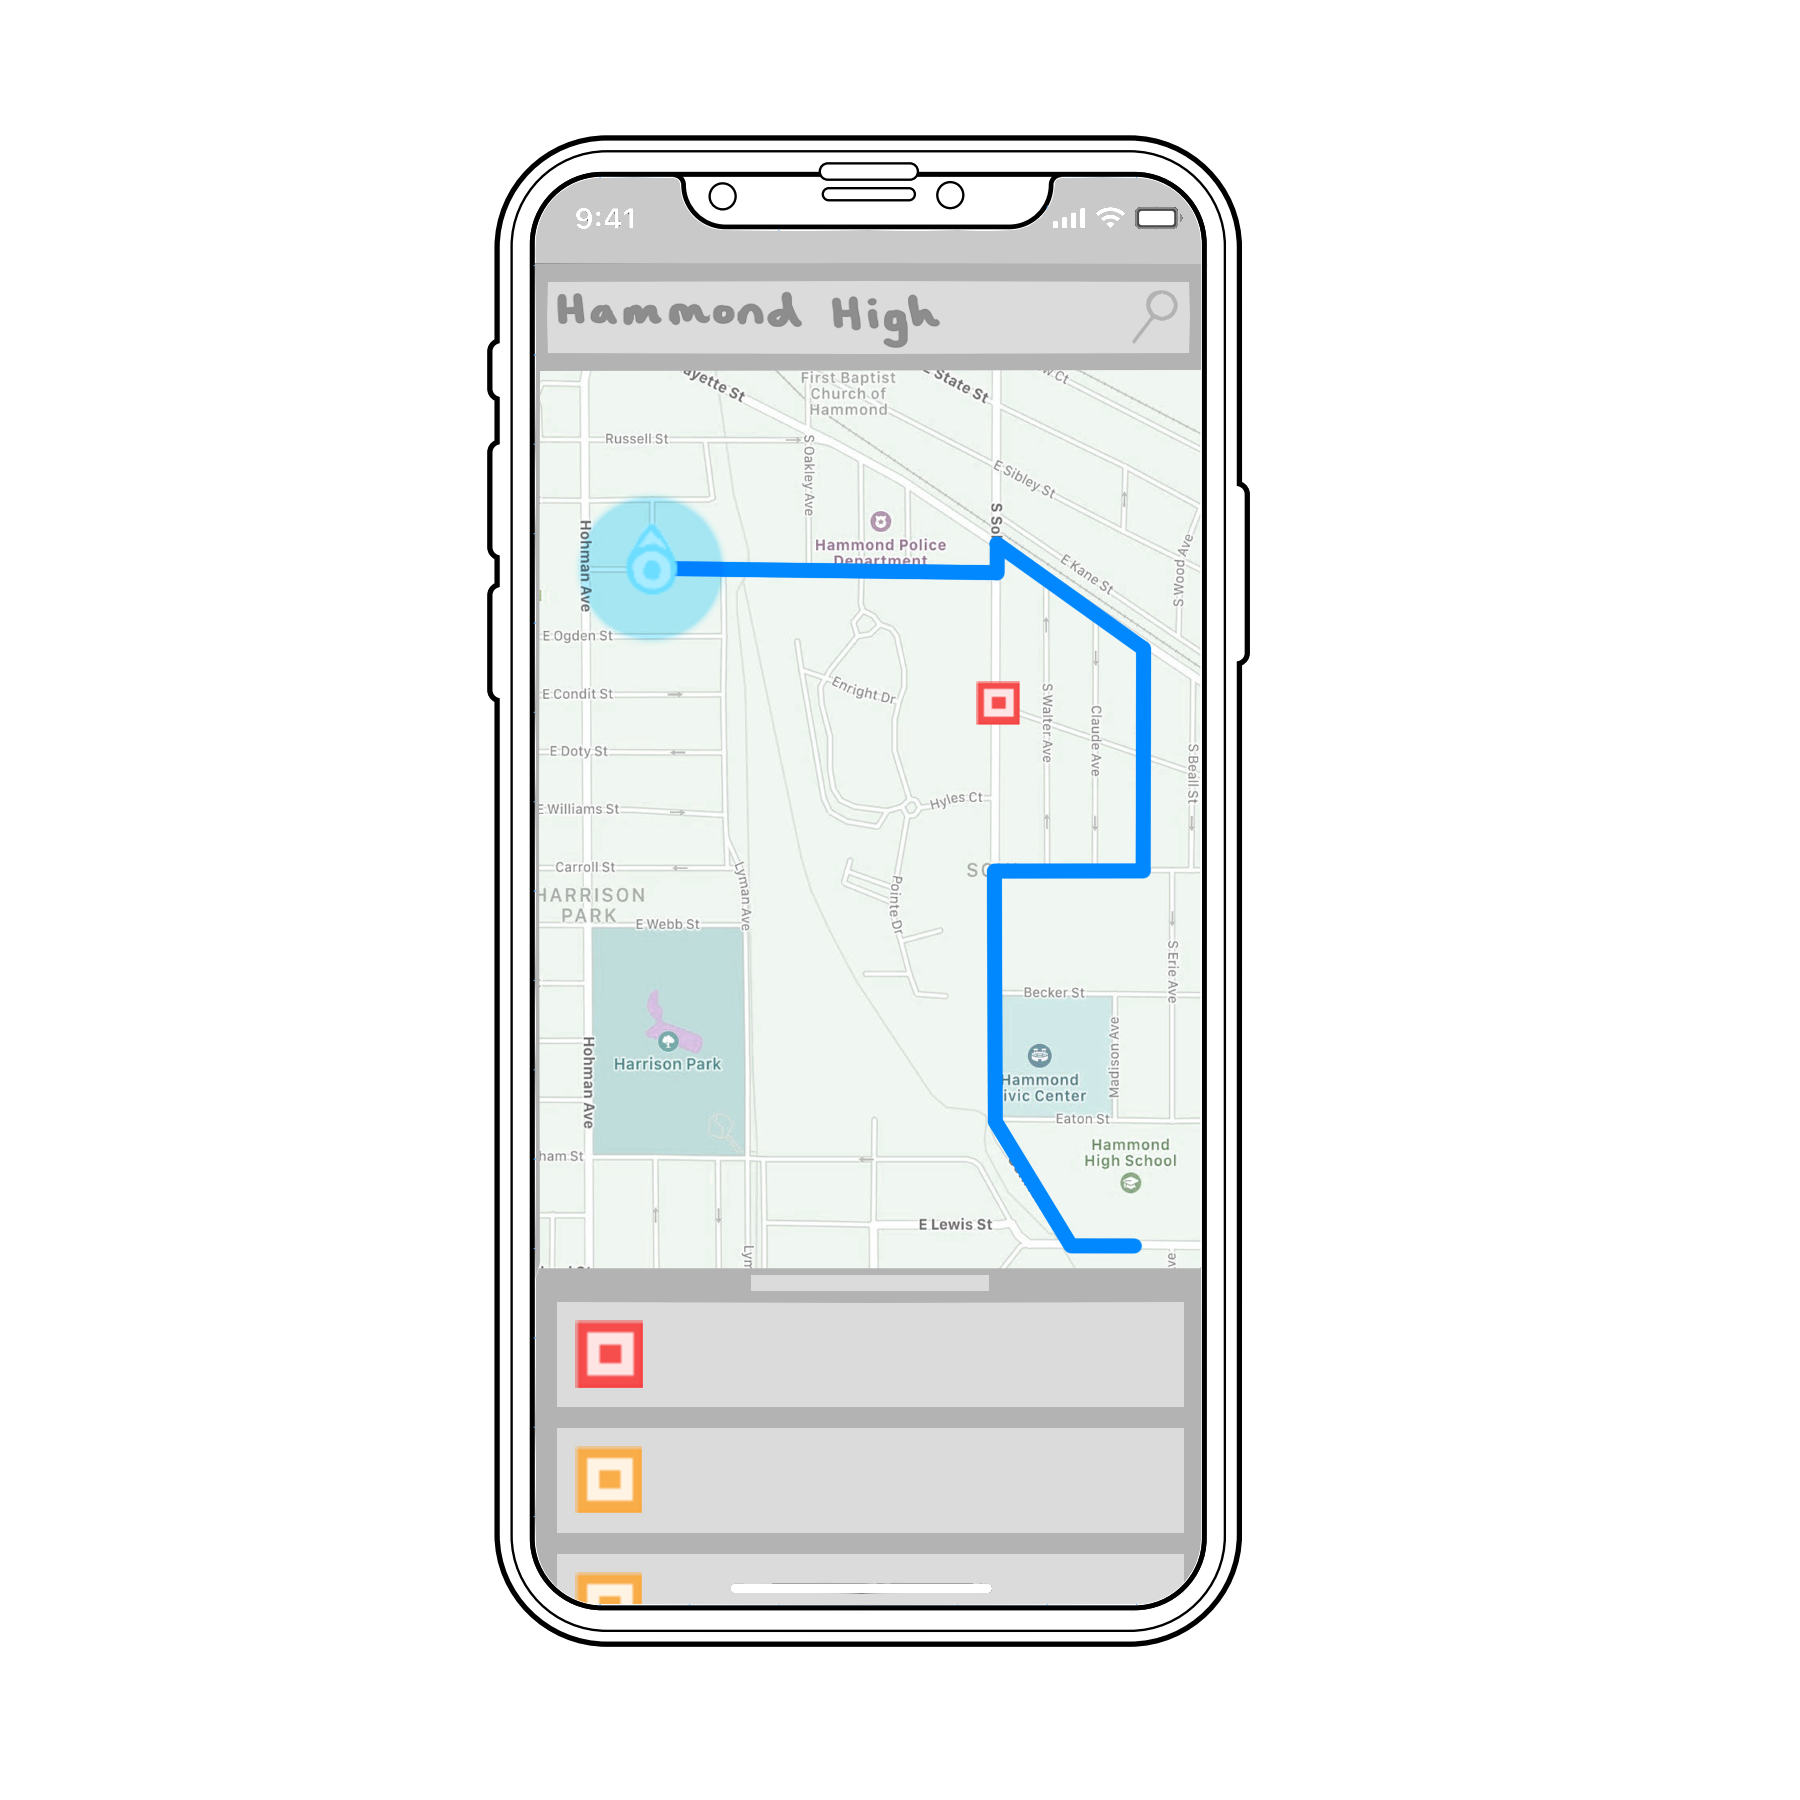 9:41
Hammond High
ayette St
First Baptist
Church of
Hammond
E State St
W Ct
Russell St
S Oakley Ave
E Sibley St
Hohman Ave
Hammond Police
Department
S So
E Kane St
S Wood Ave
E Ogden St
E Condit St
Enright Dr
S Walter Ave
Claude Ave
S Beall St
E Doty St
E Williams St
Hyles Ct
Carroll St
HARRISON
PARK
Lyman Ave
Pointe Dr
E Webb St
S Erie Ave
Becker St
Harrison Park
Hohman Ave
Hammond
ivic Center
Madison Ave
Eaton St
Hammond
High School
ham St
E Lewis St
Lym